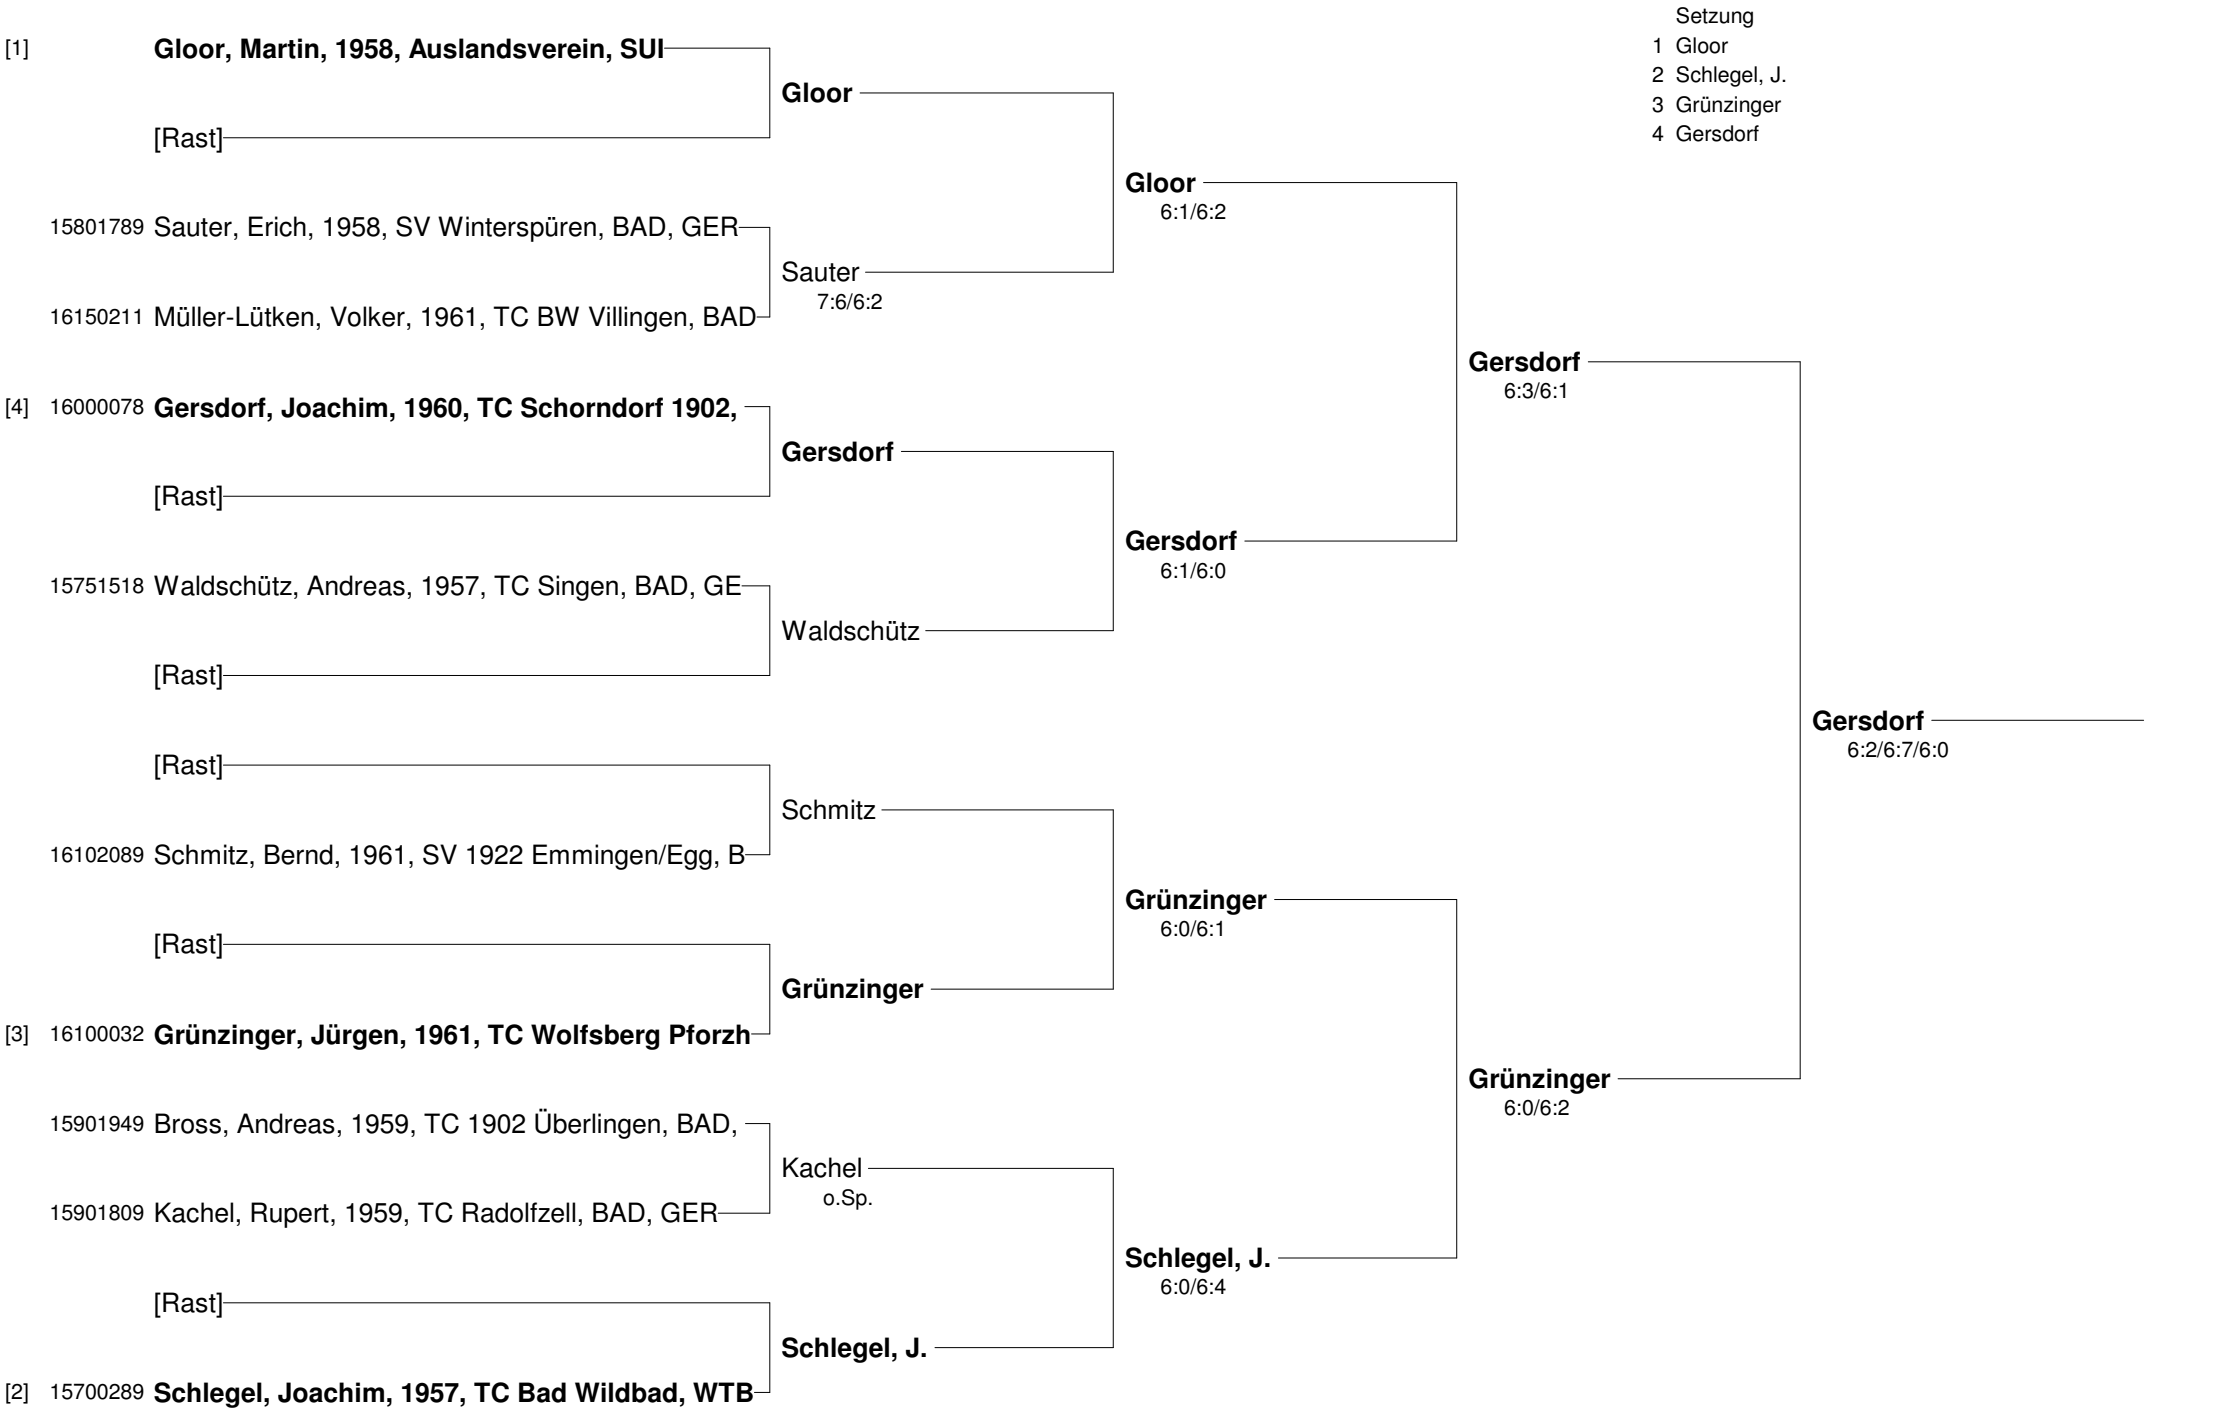 Setzung
1 Gloor
2 Schlegel, J.
3 Grünzinger
4 Gersdorf
[1] Gloor, Martin, 1958, Auslandsverein, SUI
Gloor
[Rast]
Gloor
6:1/6:2
15801789 Sauter, Erich, 1958, SV Winterspüren, BAD, GER
Sauter
7:6/6:2
16150211 Müller-Lütken, Volker, 1961, TC BW Villingen, BAD
Gersdorf
6:3/6:1
[4] 16000078 Gersdorf, Joachim, 1960, TC Schorndorf 1902,
Gersdorf
[Rast]
Gersdorf
6:1/6:0
15751518 Waldschütz, Andreas, 1957, TC Singen, BAD, GE
Waldschütz
[Rast]
Gersdorf
6:2/6:7/6:0
[Rast]
Schmitz
16102089 Schmitz, Bernd, 1961, SV 1922 Emmingen/Egg, B
Grünzinger
6:0/6:1
[Rast]
Grünzinger
[3] 16100032 Grünzinger, Jürgen, 1961, TC Wolfsberg Pforzh
Grünzinger
6:0/6:2
15901949 Bross, Andreas, 1959, TC 1902 Überlingen, BAD,
Kachel
o.Sp.
15901809 Kachel, Rupert, 1959, TC Radolfzell, BAD, GER
Schlegel, J.
6:0/6:4
[Rast]
Schlegel, J.
[2] 15700289 Schlegel, Joachim, 1957, TC Bad Wildbad, WTB